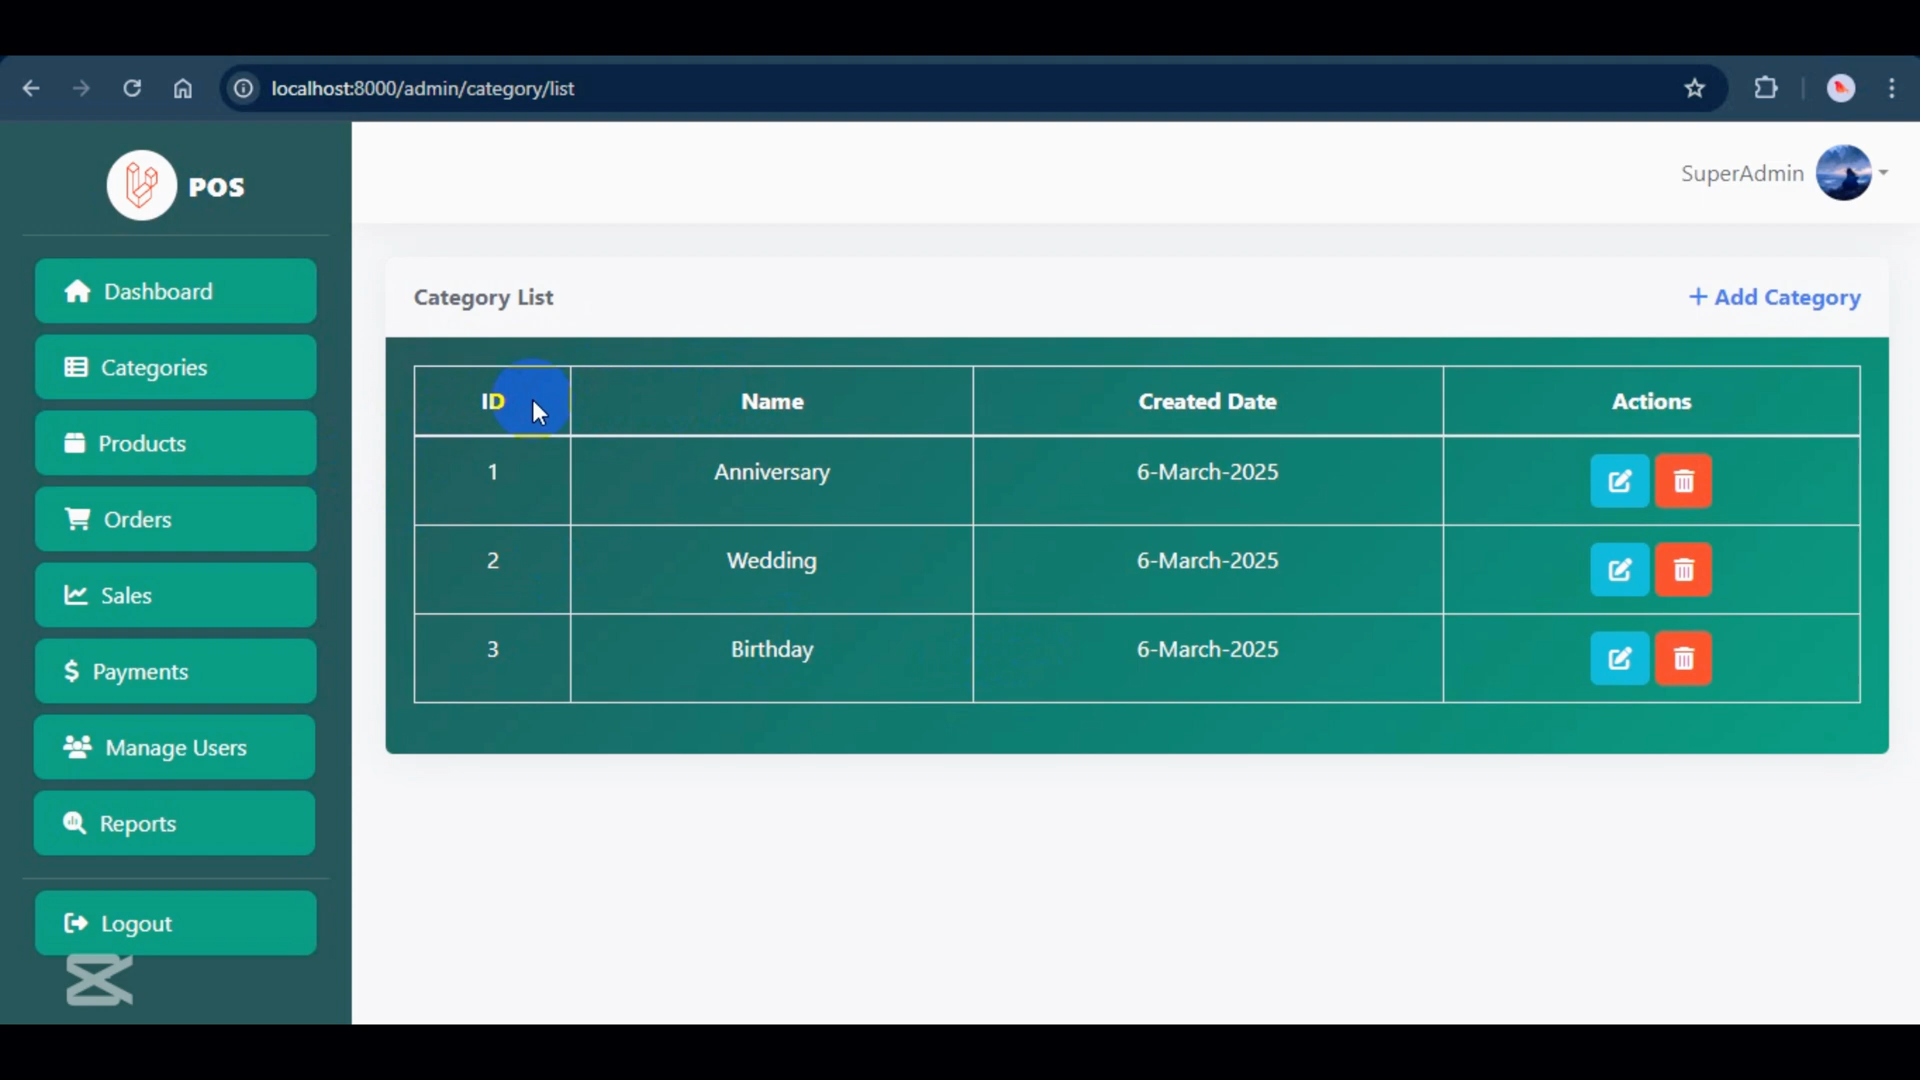 localhost:8000/admin/category/list
POS
SuperAdmin
Dashboard
Categories
Products
Orders
Sales
$ Payments
Manage Users
Reports
Logout
Category List
+ Add Category
ID Name Created Date Actions
1 Anniversary 6-March-2025
2 Wedding 6-March-2025
3 Birthday 6-March-2025